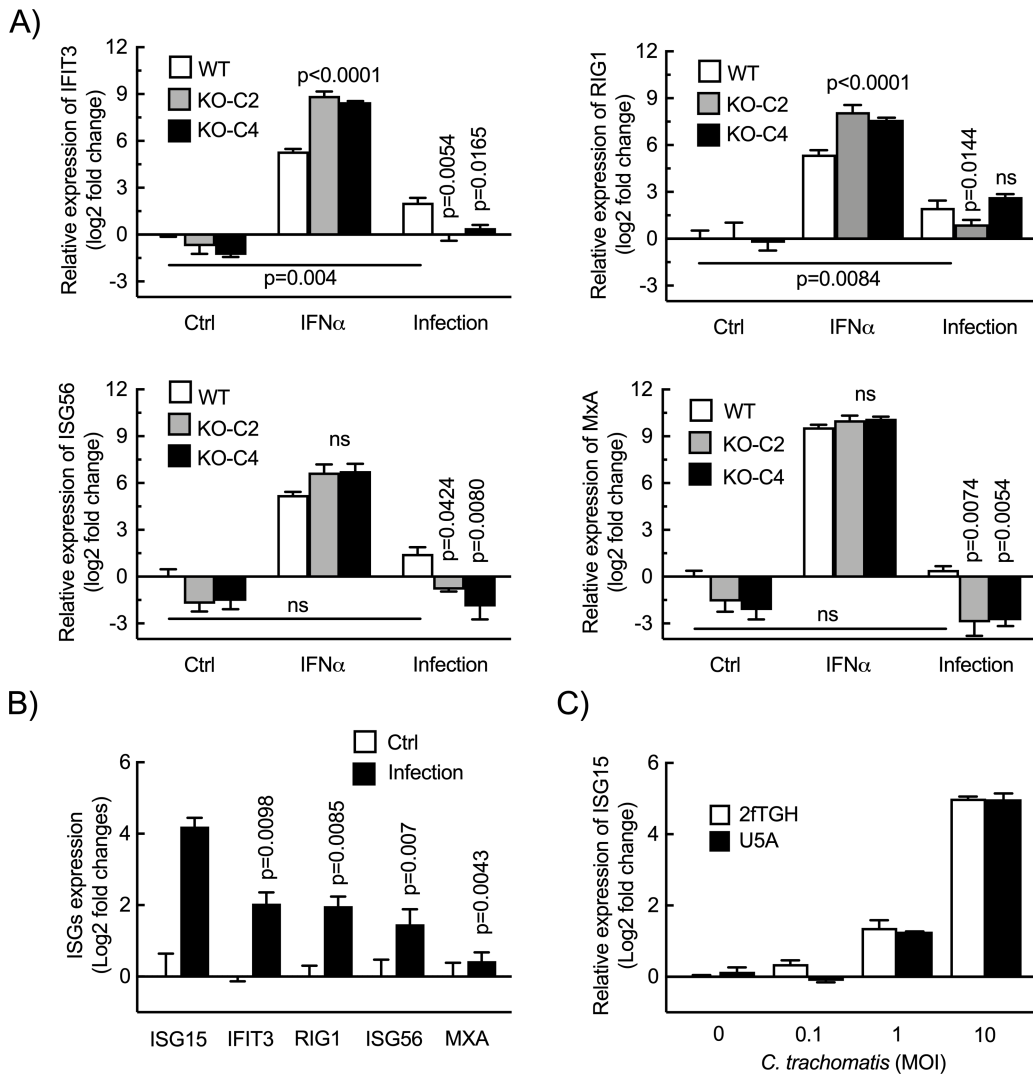 A)
Relative expression of IFIT3
(log2 fold change)
12
9
6
3
0
-3
WT
KO-C2
KO-C4
p<0.0001
p=0.0054
p=0.0165
p=0.004
Ctrl
IFNα
Infection
Relative expression of RIG1
(log2 fold change)
12
9
6
3
0
-3
WT
KO-C2
KO-C4
p<0.0001
p=0.0144
ns
p=0.0084
Ctrl
IFNα
Infection
Relative expression of ISG56
(log2 fold change)
12
9
6
3
0
-3
WT
KO-C2
KO-C4
ns
p=0.0424
p=0.0080
ns
Ctrl
IFNα
Infection
Relative expression of MxA
(log2 fold change)
12
9
6
3
0
-3
WT
KO-C2
KO-C4
ns
p=0.0074
p=0.0054
ns
Ctrl
IFNα
Infection
B)
ISGs expression
(Log2 fold changes)
6
4
2
0
Ctrl
Infection
p=0.0098
p=0.0085
p=0.007
p=0.0043
ISG15
IFIT3
RIG1
ISG56
MXA
C)
Relative expression of ISG15
(Log2 fold change)
6
4
2
0
2fTGH
U5A
0
0.1
1
10
C. trachomatis (MOI)